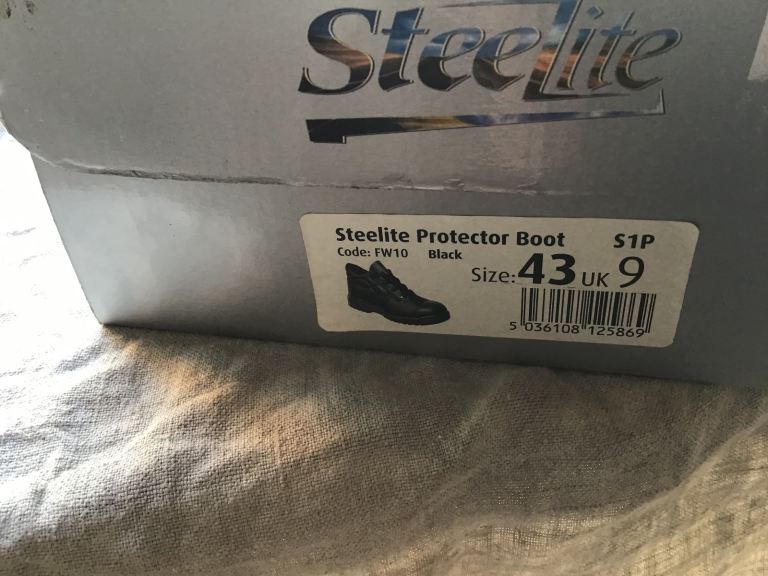 Steelite
Steelite Protector Boot S1P
Code: FW10 Black
Size: 43 UK 9
5 036108 125869